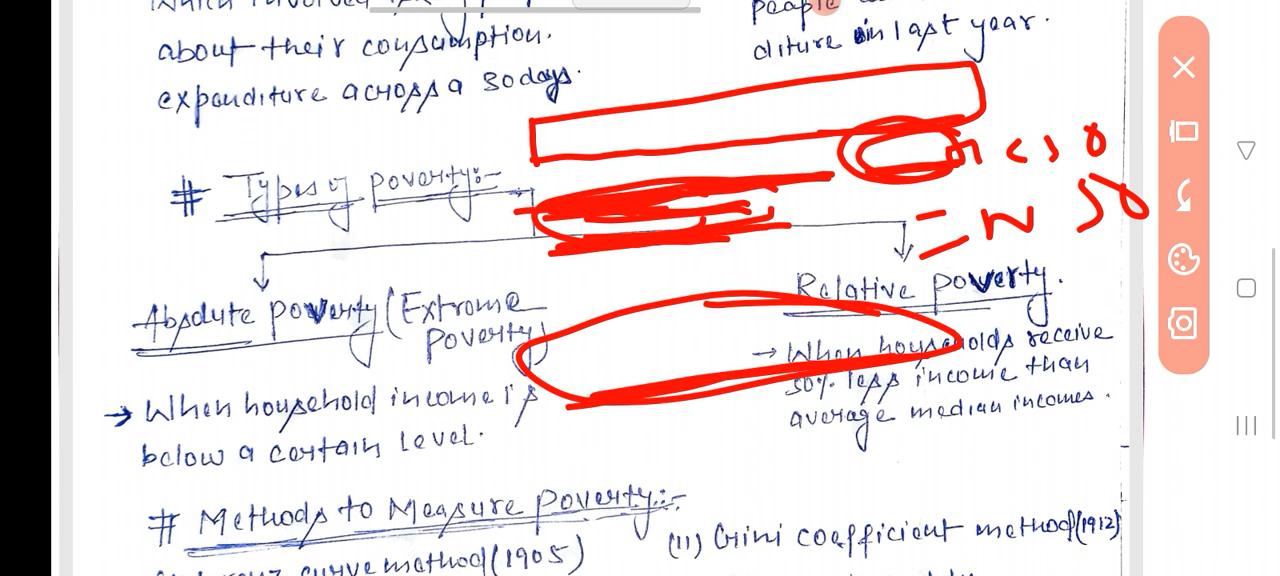 about their consumption.
expenditure across a 30 days.
people
diture in last year.
# Types of poverty:-
Absolute poverty (Extreme
Poverty)
→ When household income is
below a certain level.
Relative poverty.
→ When households receive
50% less income than
average median incomes.
# Methods to Measure Poverty:-
curve method (1905)
(11) Gini coefficient method (1912)